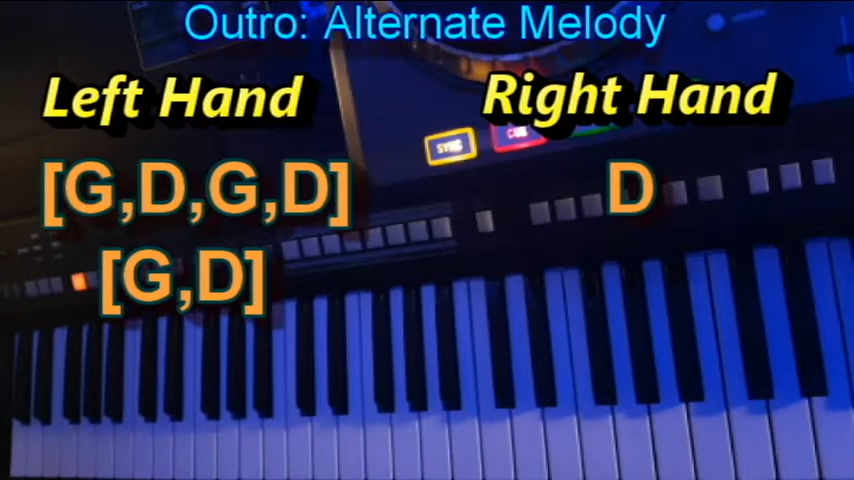 Outro: Alternate Melody
Left Hand
Right Hand
[G,D,G,D]
D
[G,D]
SYNC
CUE